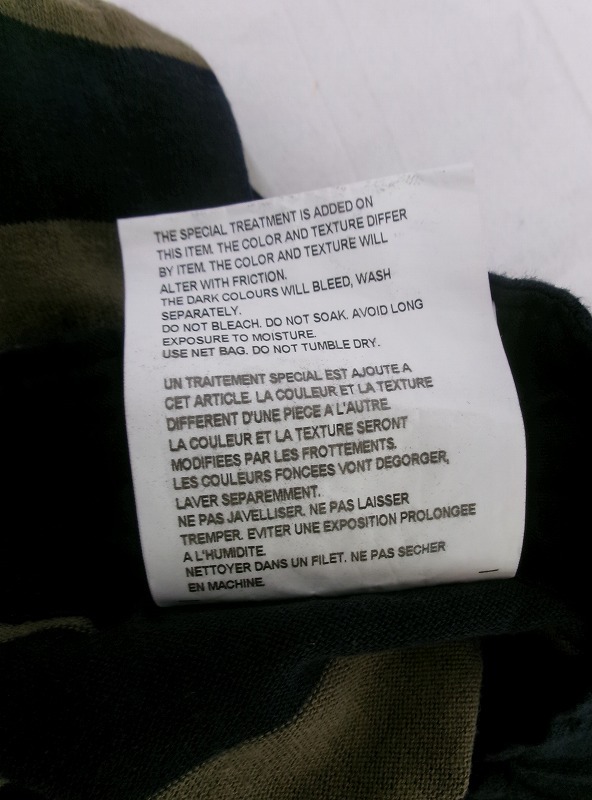 THE SPECIAL TREATMENT IS ADDED ON
THIS ITEM. THE COLOR AND TEXTURE DIFFER
BY ITEM. THE COLOR AND TEXTURE WILL
ALTER WITH FRICTION.
THE DARK COLOURS WILL BLEED, WASH
SEPARATELY.
DO NOT BLEACH. DO NOT SOAK. AVOID LONG
EXPOSURE TO MOISTURE.
USE NET BAG. DO NOT TUMBLE DRY.
UN TRAITEMENT SPECIAL EST AJOUTE A
CET ARTICLE. LA COULEUR ET LA TEXTURE
DIFFERENT D'UNE PIECE A L'AUTRE.
LA COULEUR ET LA TEXTURE SERONT
MODIFIEES PAR LES FROTTEMENTS.
LES COULEURS FONCEES VONT DEGORGER,
LAVER SEPAREMMENT.
NE PAS JAVELLISER. NE PAS LAISSER
TREMPER. EVITER UNE EXPOSITION PROLONGEE
A L'HUMIDITE.
NETTOYER DANS UN FILET. NE PAS SECHER
EN MACHINE.